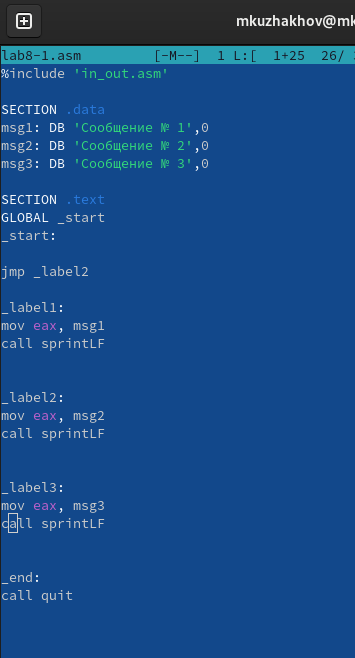 mkuzhakhov@mk
lab8-1.asm [-M--] 1 L:[ 1+25 26/
%include 'in_out.asm'
SECTION .data
msg1: DB 'Сообщение № 1',0
msg2: DB 'Сообщение № 2',0
msg3: DB 'Сообщение № 3',0
SECTION .text
GLOBAL _start
_start:
jmp _label2
_label1:
mov eax, msg1
call sprintLF
_label2:
mov eax, msg2
call sprintLF
_label3:
mov eax, msg3
call sprintLF
_end:
call quit